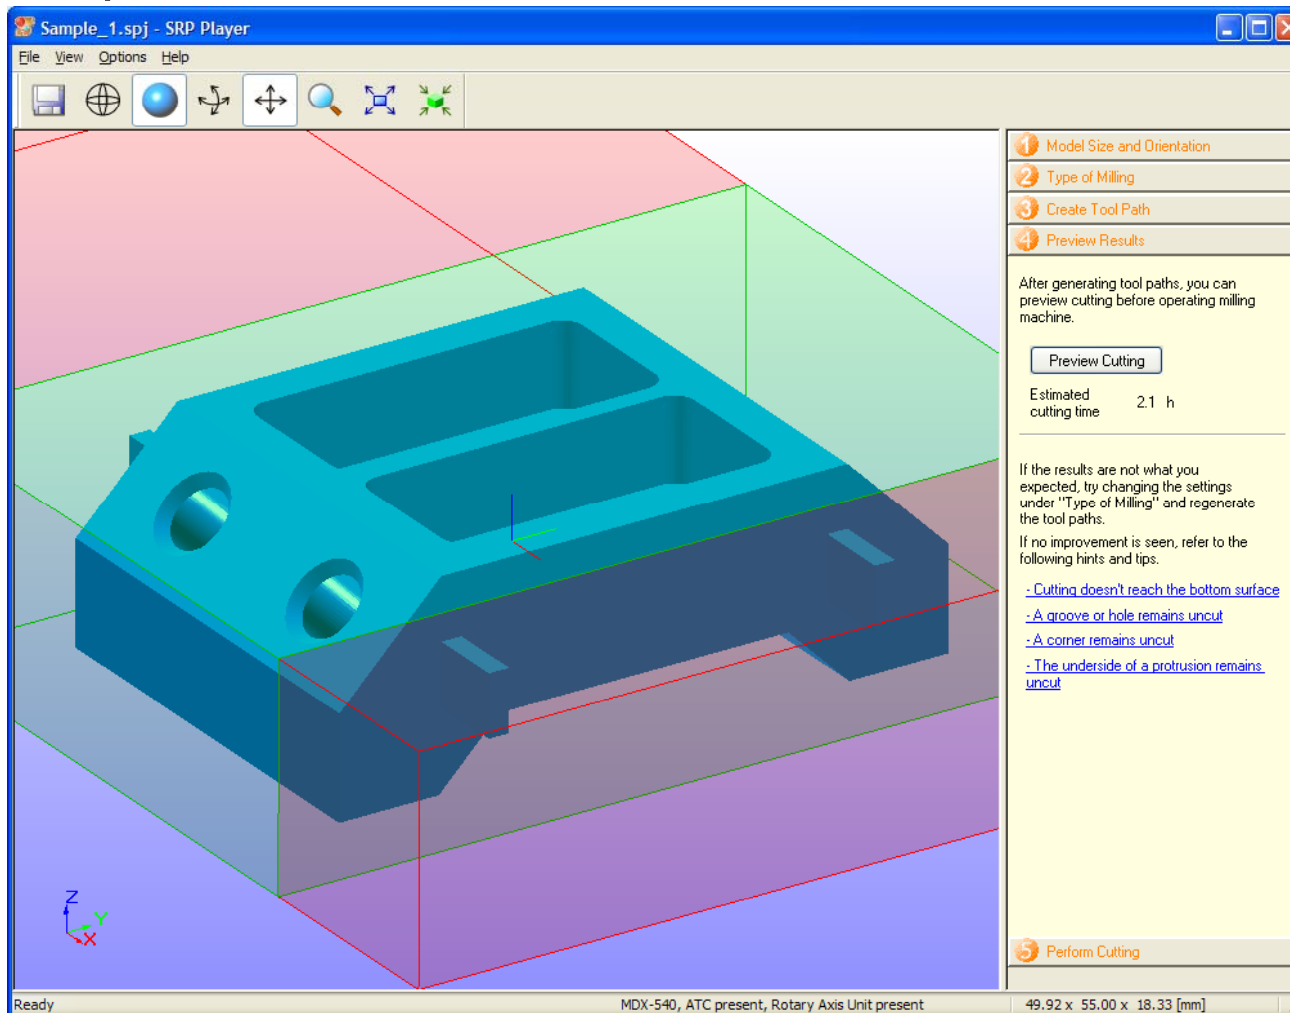 Sample_1.spj - SRP Player
File View Options Help
1 Model Size and Orientation
2 Type of Milling
3 Create Tool Path
4 Preview Results
After generating tool paths, you can
preview cutting before operating milling
machine.
Preview Cutting
Estimated
cutting time
2.1 h
If the results are not what you
expected, try changing the settings
under "Type of Milling" and regenerate
the tool paths.
If no improvement is seen, refer to the
following hints and tips.
- Cutting doesn't reach the bottom surface
- A groove or hole remains uncut
- A corner remains uncut
- The underside of a protrusion remains
uncut
Z
Y
X
5 Perform Cutting
Ready
MDX-540, ATC present, Rotary Axis Unit present
49.92 x 55.00 x 18.33 [mm]